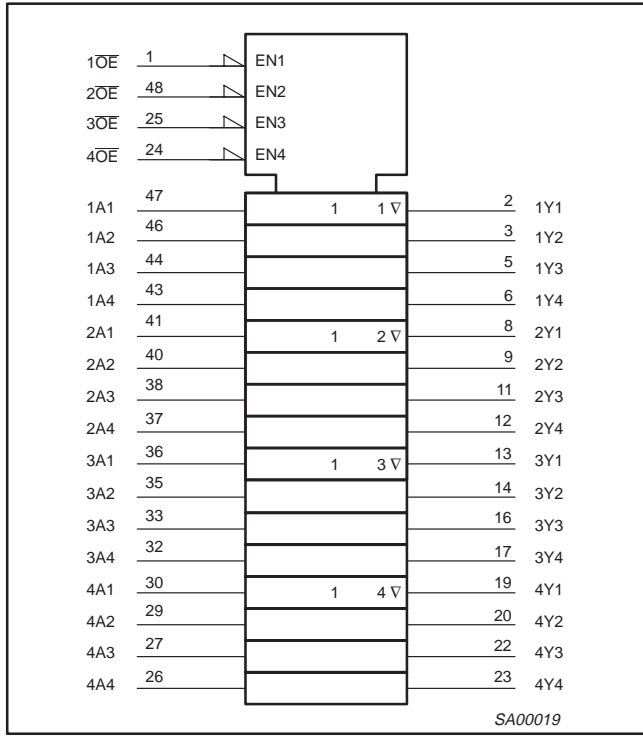 1O̅E̅ 1 EN1
2O̅E̅ 48 EN2
3O̅E̅ 25 EN3
4O̅E̅ 24 EN4
1A1 47 1 1 ∇ 2 1Y1
1A2 46 3 1Y2
1A3 44 5 1Y3
1A4 43 6 1Y4
2A1 41 1 2 ∇ 8 2Y1
2A2 40 9 2Y2
2A3 38 11 2Y3
2A4 37 12 2Y4
3A1 36 1 3 ∇ 13 3Y1
3A2 35 14 3Y2
3A3 33 16 3Y3
3A4 32 17 3Y4
4A1 30 1 4 ∇ 19 4Y1
4A2 29 20 4Y2
4A3 27 22 4Y3
4A4 26 23 4Y4
SA00019